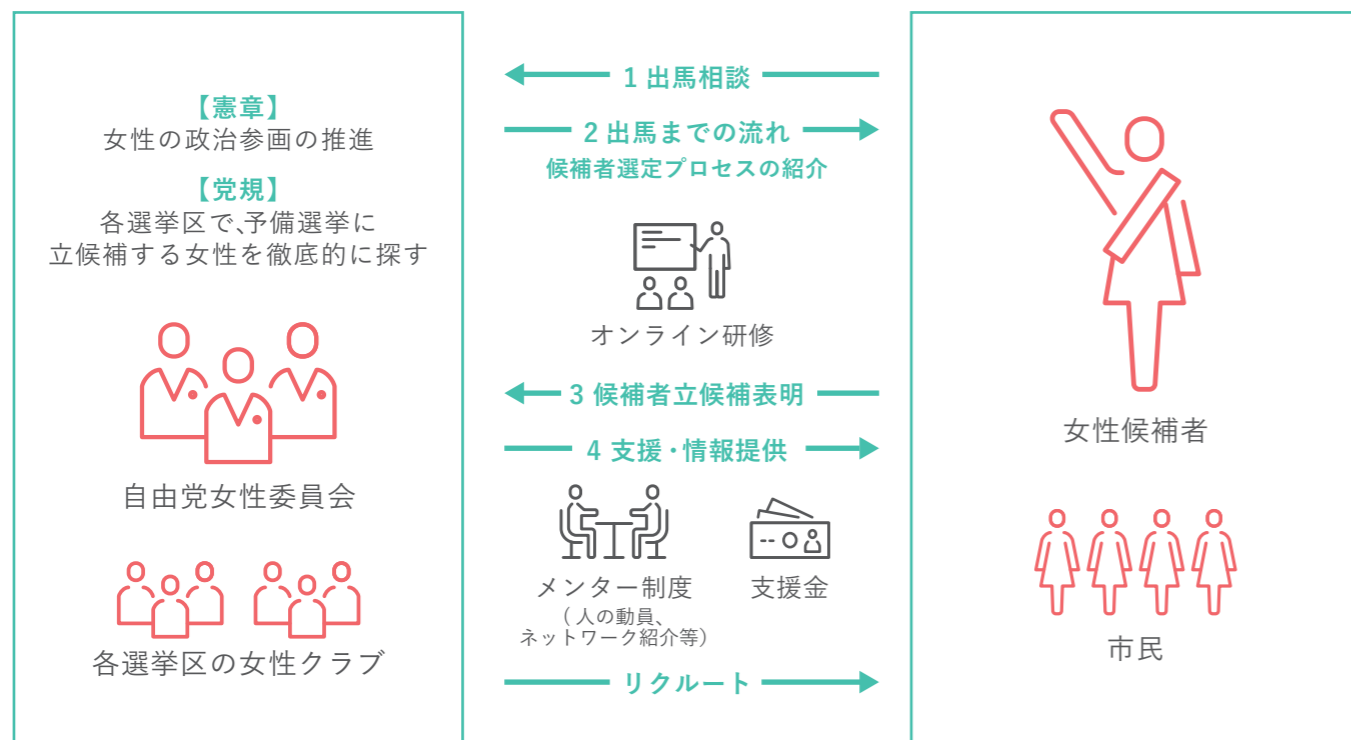 【憲章】
女性の政治参画の推進
【党規】
各選挙区で、予備選挙に
立候補する女性を徹底的に探す
自由党女性委員会
各選挙区の女性クラブ
1 出馬相談
2 出馬までの流れ
候補者選定プロセスの紹介
オンライン研修
3 候補者立候補表明
4 支援・情報提供
メンター制度
（人の動員、
ネットワーク紹介等）
支援金
リクルート
女性候補者
市民